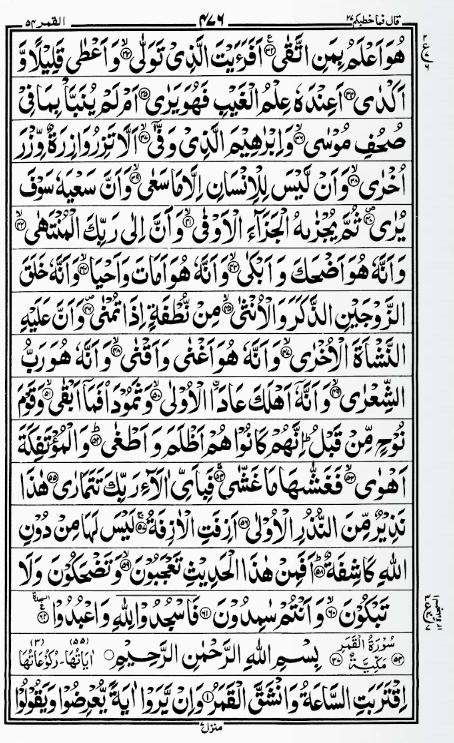 قال فما خطبكم ٢٧ ٤٧٦ القمر ٥٤
هُوَ اَعْلَمُ بِمَنِ اتَّقٰى ۝٣٢ اَفَرَءَيْتَ الَّذِىْ تَوَلّٰى ۝٣٣ وَاَعْطٰى قَلِيْلًا وَّ
اَكْدٰى ۝٣٤ اَعِنْدَهٗ عِلْمُ الْغَيْبِ فَهُوَ يَرٰى ۝٣٥ اَمْ لَمْ يُنَبَّاْ بِمَا فِىْ
صُحُفِ مُوْسٰى ۝٣٦ وَاِبْرٰهِيْمَ الَّذِىْ وَفّٰى ۝٣٧ اَلَّا تَزِرُ وَازِرَةٌ وِّزْرَ
اُخْرٰى ۝٣٨ وَاَنْ لَّيْسَ لِلْاِنْسَانِ اِلَّا مَا سَعٰى ۝٣٩ وَاَنَّ سَعْيَهٗ سَوْفَ
يُرٰى ۝٤٠ ثُمَّ يُجْزٰىهُ الْجَزَآءَ الْاَوْفٰى ۝٤١ وَاَنَّ اِلٰى رَبِّكَ الْمُنْتَهٰى ۝٤٢
وَاَنَّهٗ هُوَ اَضْحَكَ وَاَبْكٰى ۝٤٣ وَاَنَّهٗ هُوَ اَمَاتَ وَاَحْيَا ۝٤٤ وَاَنَّهٗ خَلَقَ
الزَّوْجَيْنِ الذَّكَرَ وَالْاُنْثٰى ۝٤٥ مِنْ نُّطْفَةٍ اِذَا تُمْنٰى ۝٤٦ وَاَنَّ عَلَيْهِ
النَّشْاَةَ الْاُخْرٰى ۝٤٧ وَاَنَّهٗ هُوَ اَغْنٰى وَاَقْنٰى ۝٤٨ وَاَنَّهٗ هُوَ رَبُّ
الشِّعْرٰى ۝٤٩ وَاَنَّهٗٓ اَهْلَكَ عَادَا۟ اِۨلْاُوْلٰى ۝٥٠ وَثَمُوْدَا۟ فَمَآ اَبْقٰى ۝٥١ وَقَوْمَ
نُوْحٍ مِّنْ قَبْلُ ؕ اِنَّهُمْ كَانُوْا هُمْ اَظْلَمَ وَاَطْغٰى ۝٥٢ وَالْمُؤْتَفِكَةَ
اَهْوٰى ۝٥٣ فَغَشّٰىهَا مَا غَشّٰى ۝٥٤ فَبِاَىِّ اٰلَآءِ رَبِّكَ تَتَمَارٰى ۝٥٥ هٰذَا
نَذِيْرٌ مِّنَ النُّذُرِ الْاُوْلٰى ۝٥٦ اَزِفَتِ الْاٰزِفَةُ ۝٥٧ لَيْسَ لَهَا مِنْ دُوْنِ
اللّٰهِ كَاشِفَةٌ ۝٥٨ اَفَمِنْ هٰذَا الْحَدِيْثِ تَعْجَبُوْنَ ۝٥٩ وَتَضْحَكُوْنَ وَلَا
تَبْكُوْنَ ۝٦٠ وَاَنْتُمْ سٰمِدُوْنَ ۝٦١ فَاسْجُدُوْا لِلّٰهِ وَاعْبُدُوْا ۝٦٢
سُوْرَةُ الْقَمَرِ مَكِّيَّةٌ بِسْمِ اللّٰهِ الرَّحْمٰنِ الرَّحِيْمِ اٰيَاتُهَا (٥٥) رُكُوْعَاتُهَا (٣)
اِقْتَرَبَتِ السَّاعَةُ وَانْشَقَّ الْقَمَرُ ۝١ وَاِنْ يَّرَوْا اٰيَةً يُّعْرِضُوْا وَيَقُوْلُوْا
منزل